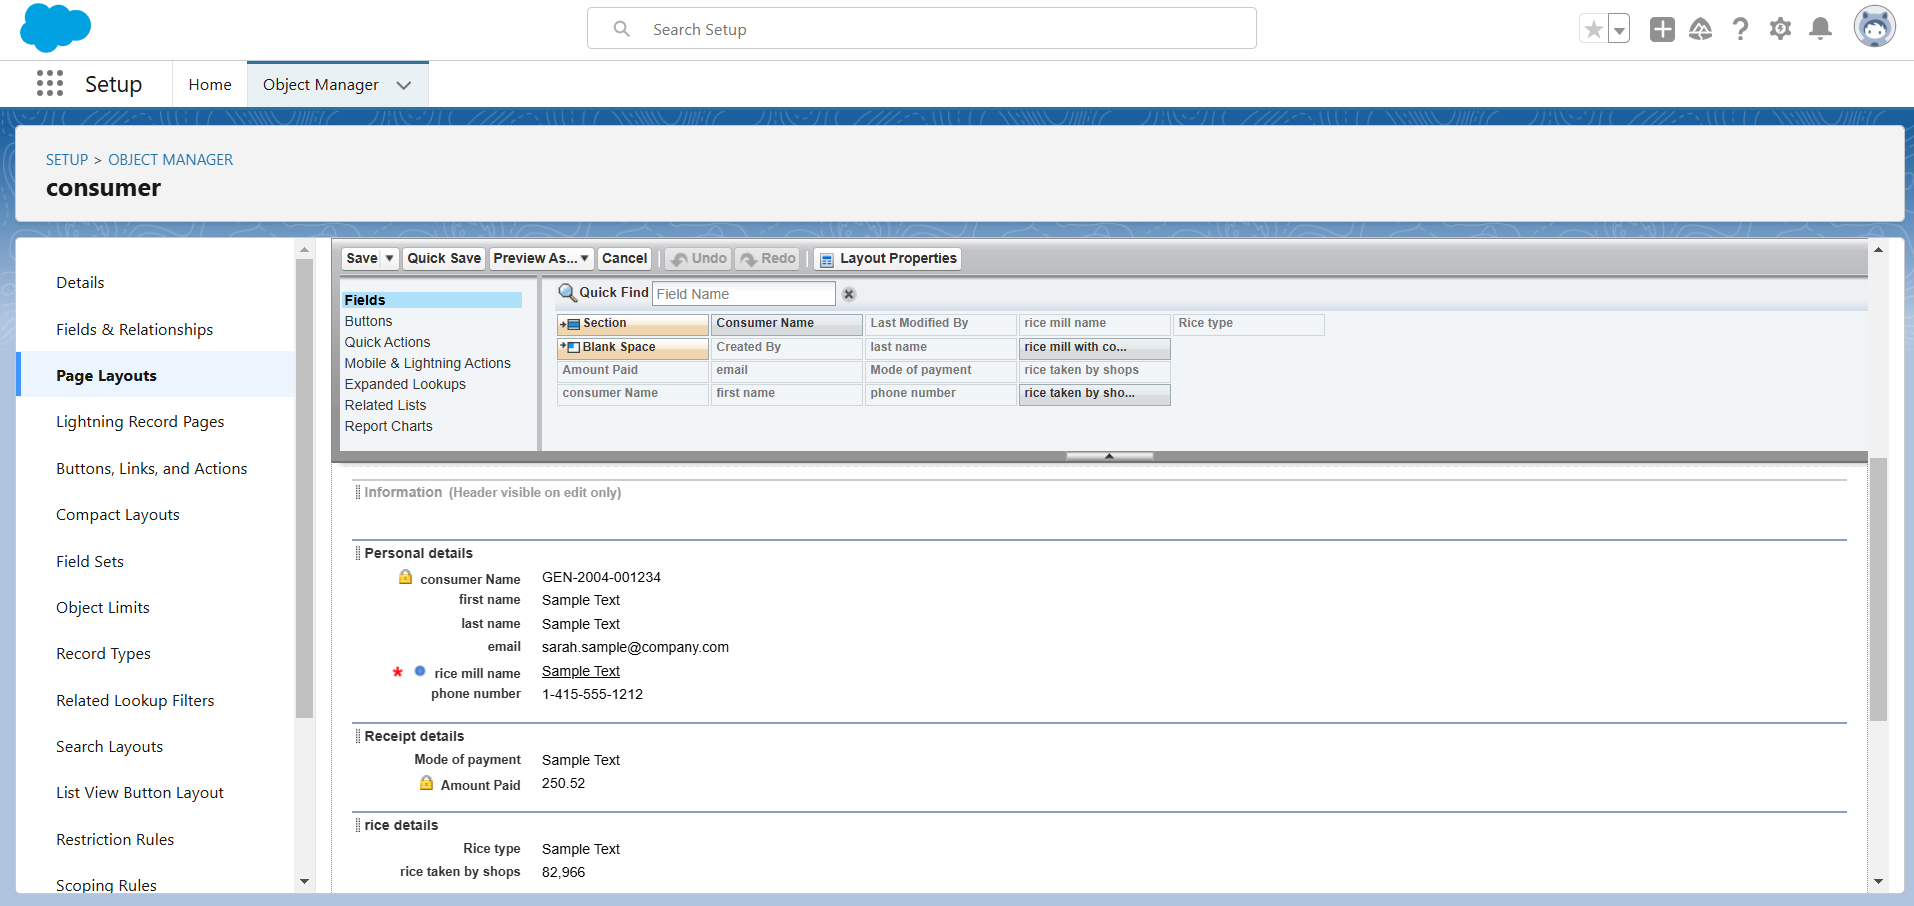 Search Setup
Setup
Home
Object Manager
SETUP > OBJECT MANAGER
consumer
Details
Fields & Relationships
Page Layouts
Lightning Record Pages
Buttons, Links, and Actions
Compact Layouts
Field Sets
Object Limits
Record Types
Related Lookup Filters
Search Layouts
List View Button Layout
Restriction Rules
Scoping Rules
Save Quick Save Preview As... Cancel Undo Redo Layout Properties
Fields
Buttons
Quick Actions
Mobile & Lightning Actions
Expanded Lookups
Related Lists
Report Charts
Quick Find Field Name
Section Consumer Name Last Modified By rice mill name Rice type
Blank Space Created By last name rice mill with co...
Amount Paid email Mode of payment rice taken by shops
consumer Name first name phone number rice taken by sho...
Information (Header visible on edit only)
Personal details
consumer Name GEN-2004-001234
first name Sample Text
last name Sample Text
email sarah.sample@company.com
* rice mill name Sample Text
phone number 1-415-555-1212
Receipt details
Mode of payment Sample Text
Amount Paid 250.52
rice details
Rice type Sample Text
rice taken by shops 82,966